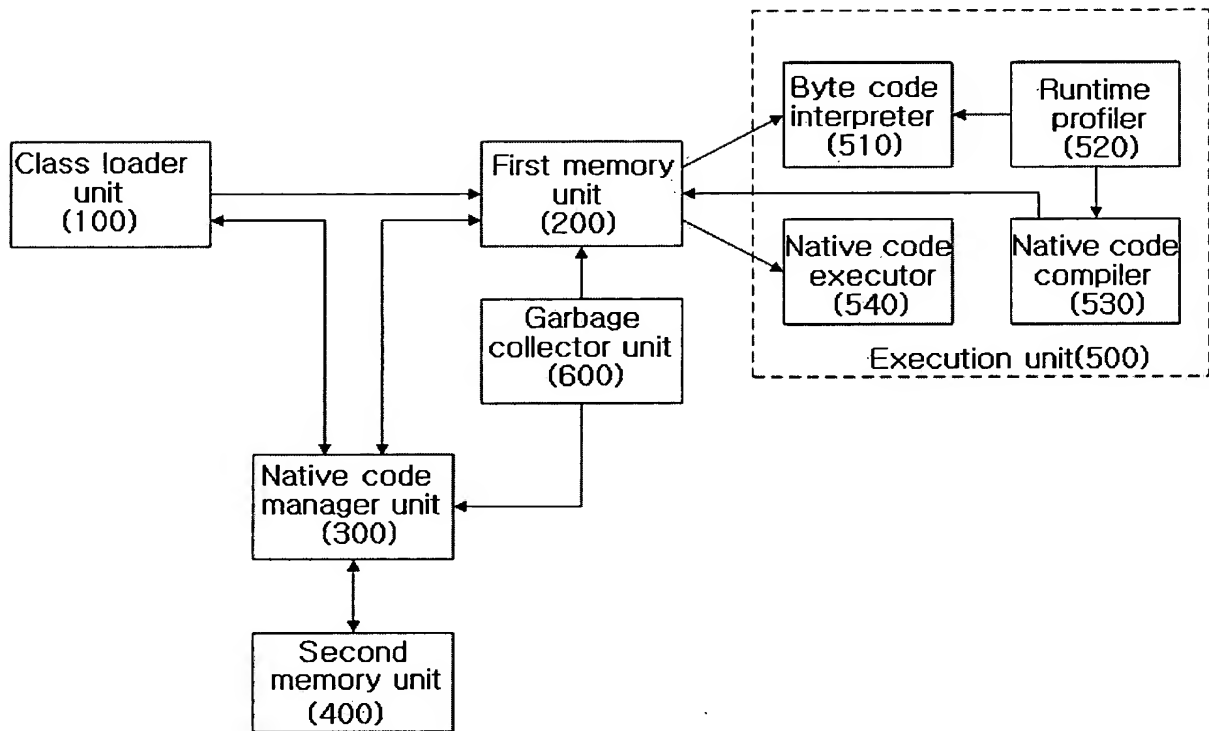 Byte code
interpreter
(510)
Runtime
profiler
(520)
Class loader
unit
(100)
First memory
unit
(200)
Native code
executor
(540)
Native code
compiler
(530)
Execution unit(500)
Garbage
collector unit
(600)
Native code
manager unit
(300)
Second
memory unit
(400)